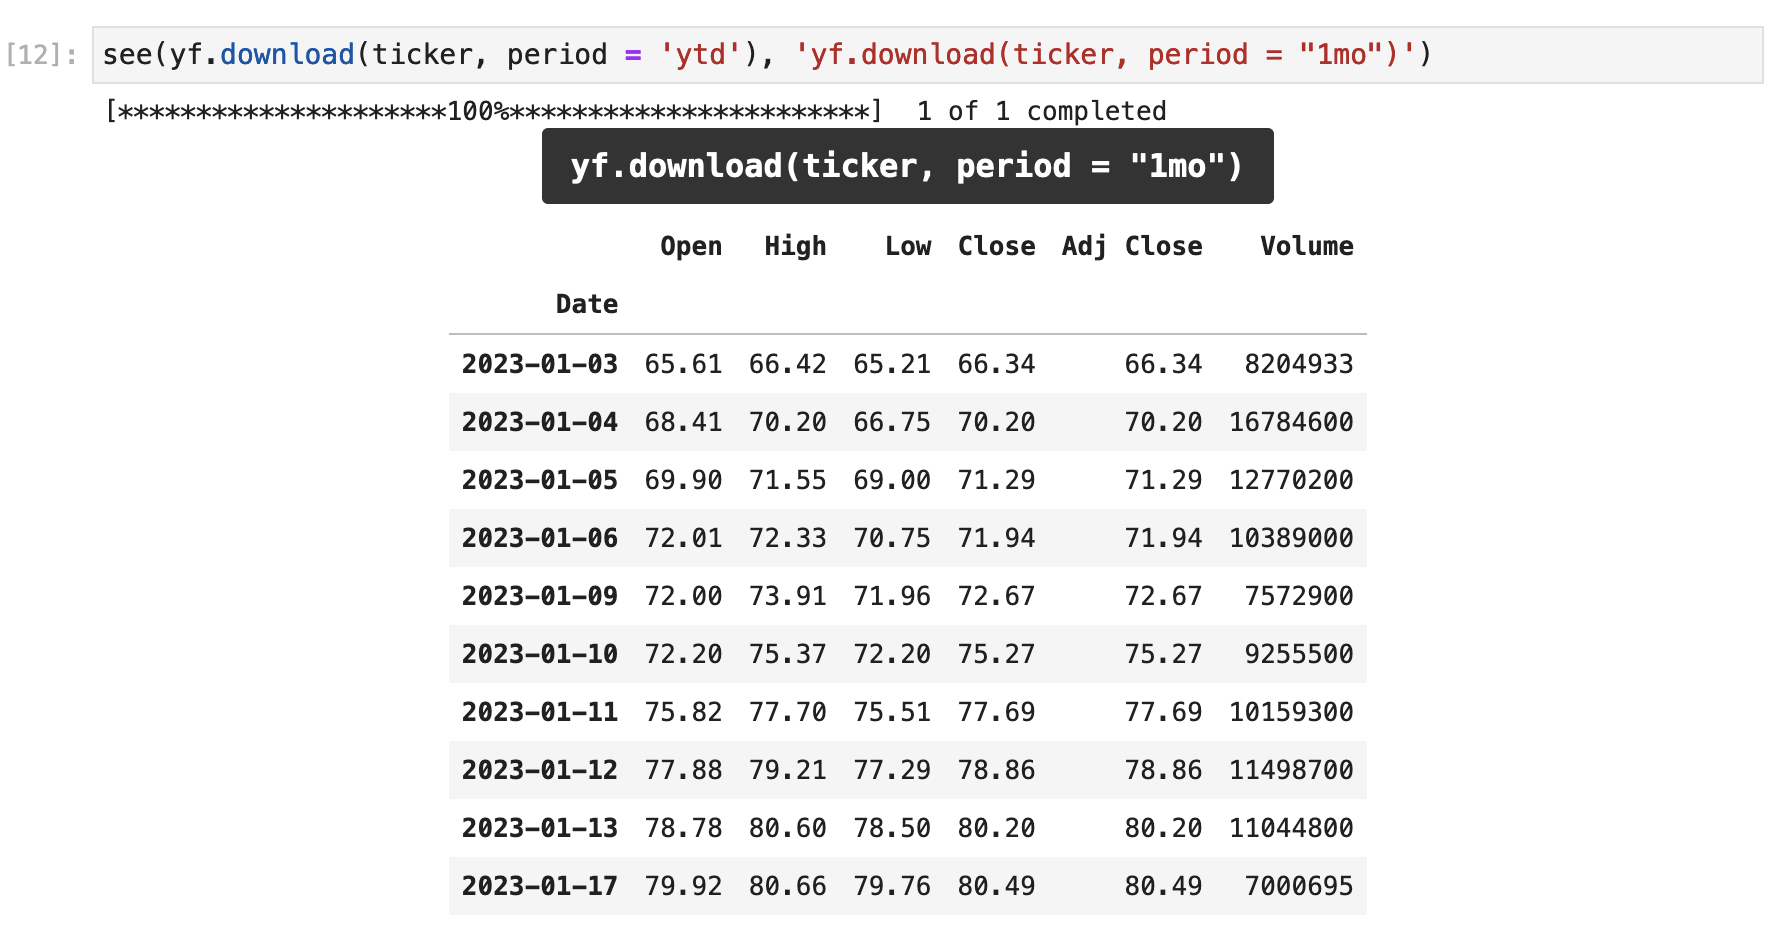 [12]: see(yf.download(ticker, period = 'ytd'), 'yf.download(ticker, period = "1mo")')
[*********************100%***********************]  1 of 1 completed
yf.download(ticker, period = "1mo")
Open High Low Close Adj Close Volume
Date
2023-01-03 65.61 66.42 65.21 66.34 66.34 8204933
2023-01-04 68.41 70.20 66.75 70.20 70.20 16784600
2023-01-05 69.90 71.55 69.00 71.29 71.29 12770200
2023-01-06 72.01 72.33 70.75 71.94 71.94 10389000
2023-01-09 72.00 73.91 71.96 72.67 72.67 7572900
2023-01-10 72.20 75.37 72.20 75.27 75.27 9255500
2023-01-11 75.82 77.70 75.51 77.69 77.69 10159300
2023-01-12 77.88 79.21 77.29 78.86 78.86 11498700
2023-01-13 78.78 80.60 78.50 80.20 80.20 11044800
2023-01-17 79.92 80.66 79.76 80.49 80.49 7000695